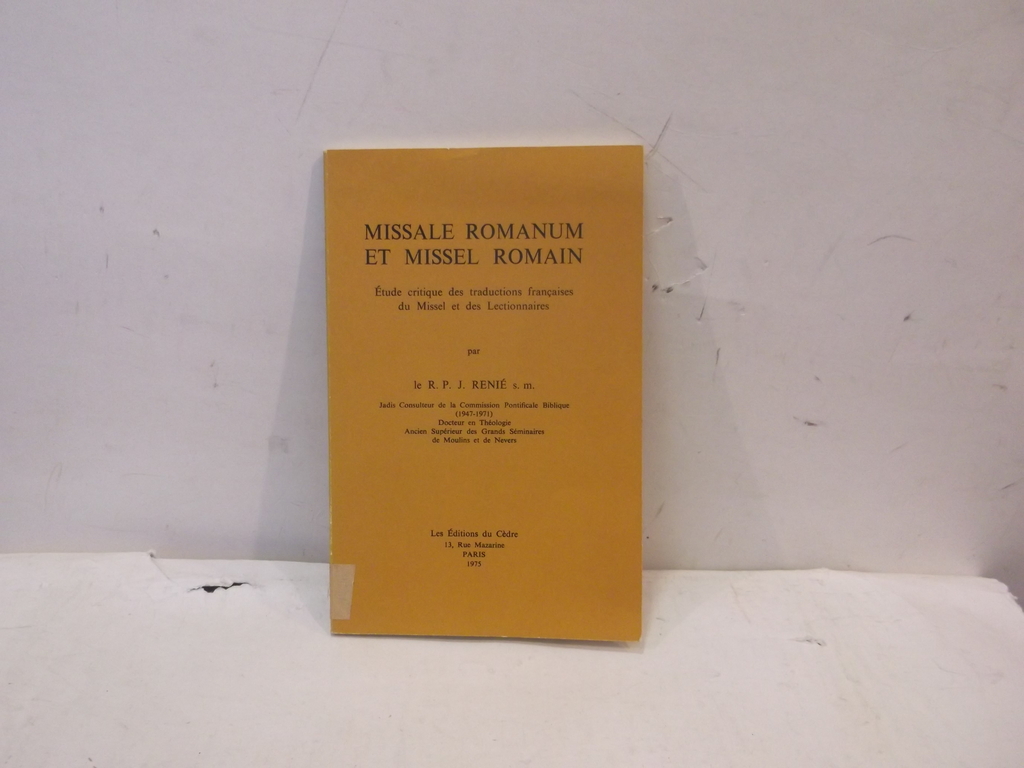 MISSALE ROMANUM
ET MISSEL ROMAIN
Étude critique des traductions françaises
du Missel et des Lectionnaires
par
le R. P. J. RENIÉ s. m.
Jadis Consulteur de la Commission Pontificale Biblique
(1947-1971)
Docteur en Théologie
Ancien Supérieur des Grands Séminaires
de Moulins et de Nevers
Les Éditions du Cèdre
13, Rue Mazarine
PARIS
1975